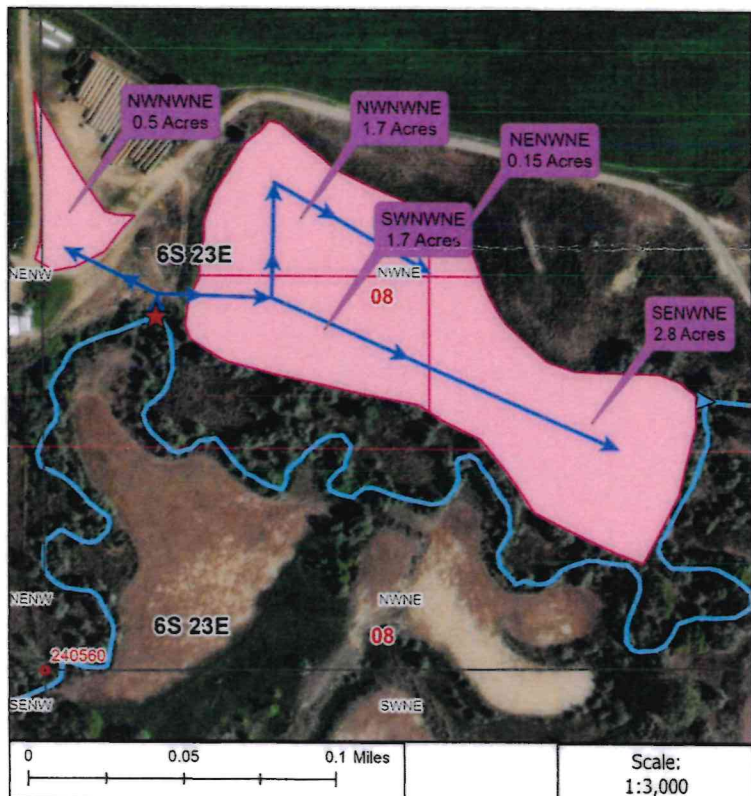 NWNWNE
0.5 Acres
NWNWNE
1.7 Acres
NENWNE
0.15 Acres
SWNWNE
1.7 Acres
6S 23E
NENW
NWNE
08
SENWNE
2.8 Acres
NENW
NWNE
6S 23E
08
240560
SENW
SWNE
0 0.05 0.1 Miles
Scale:
1:3,000